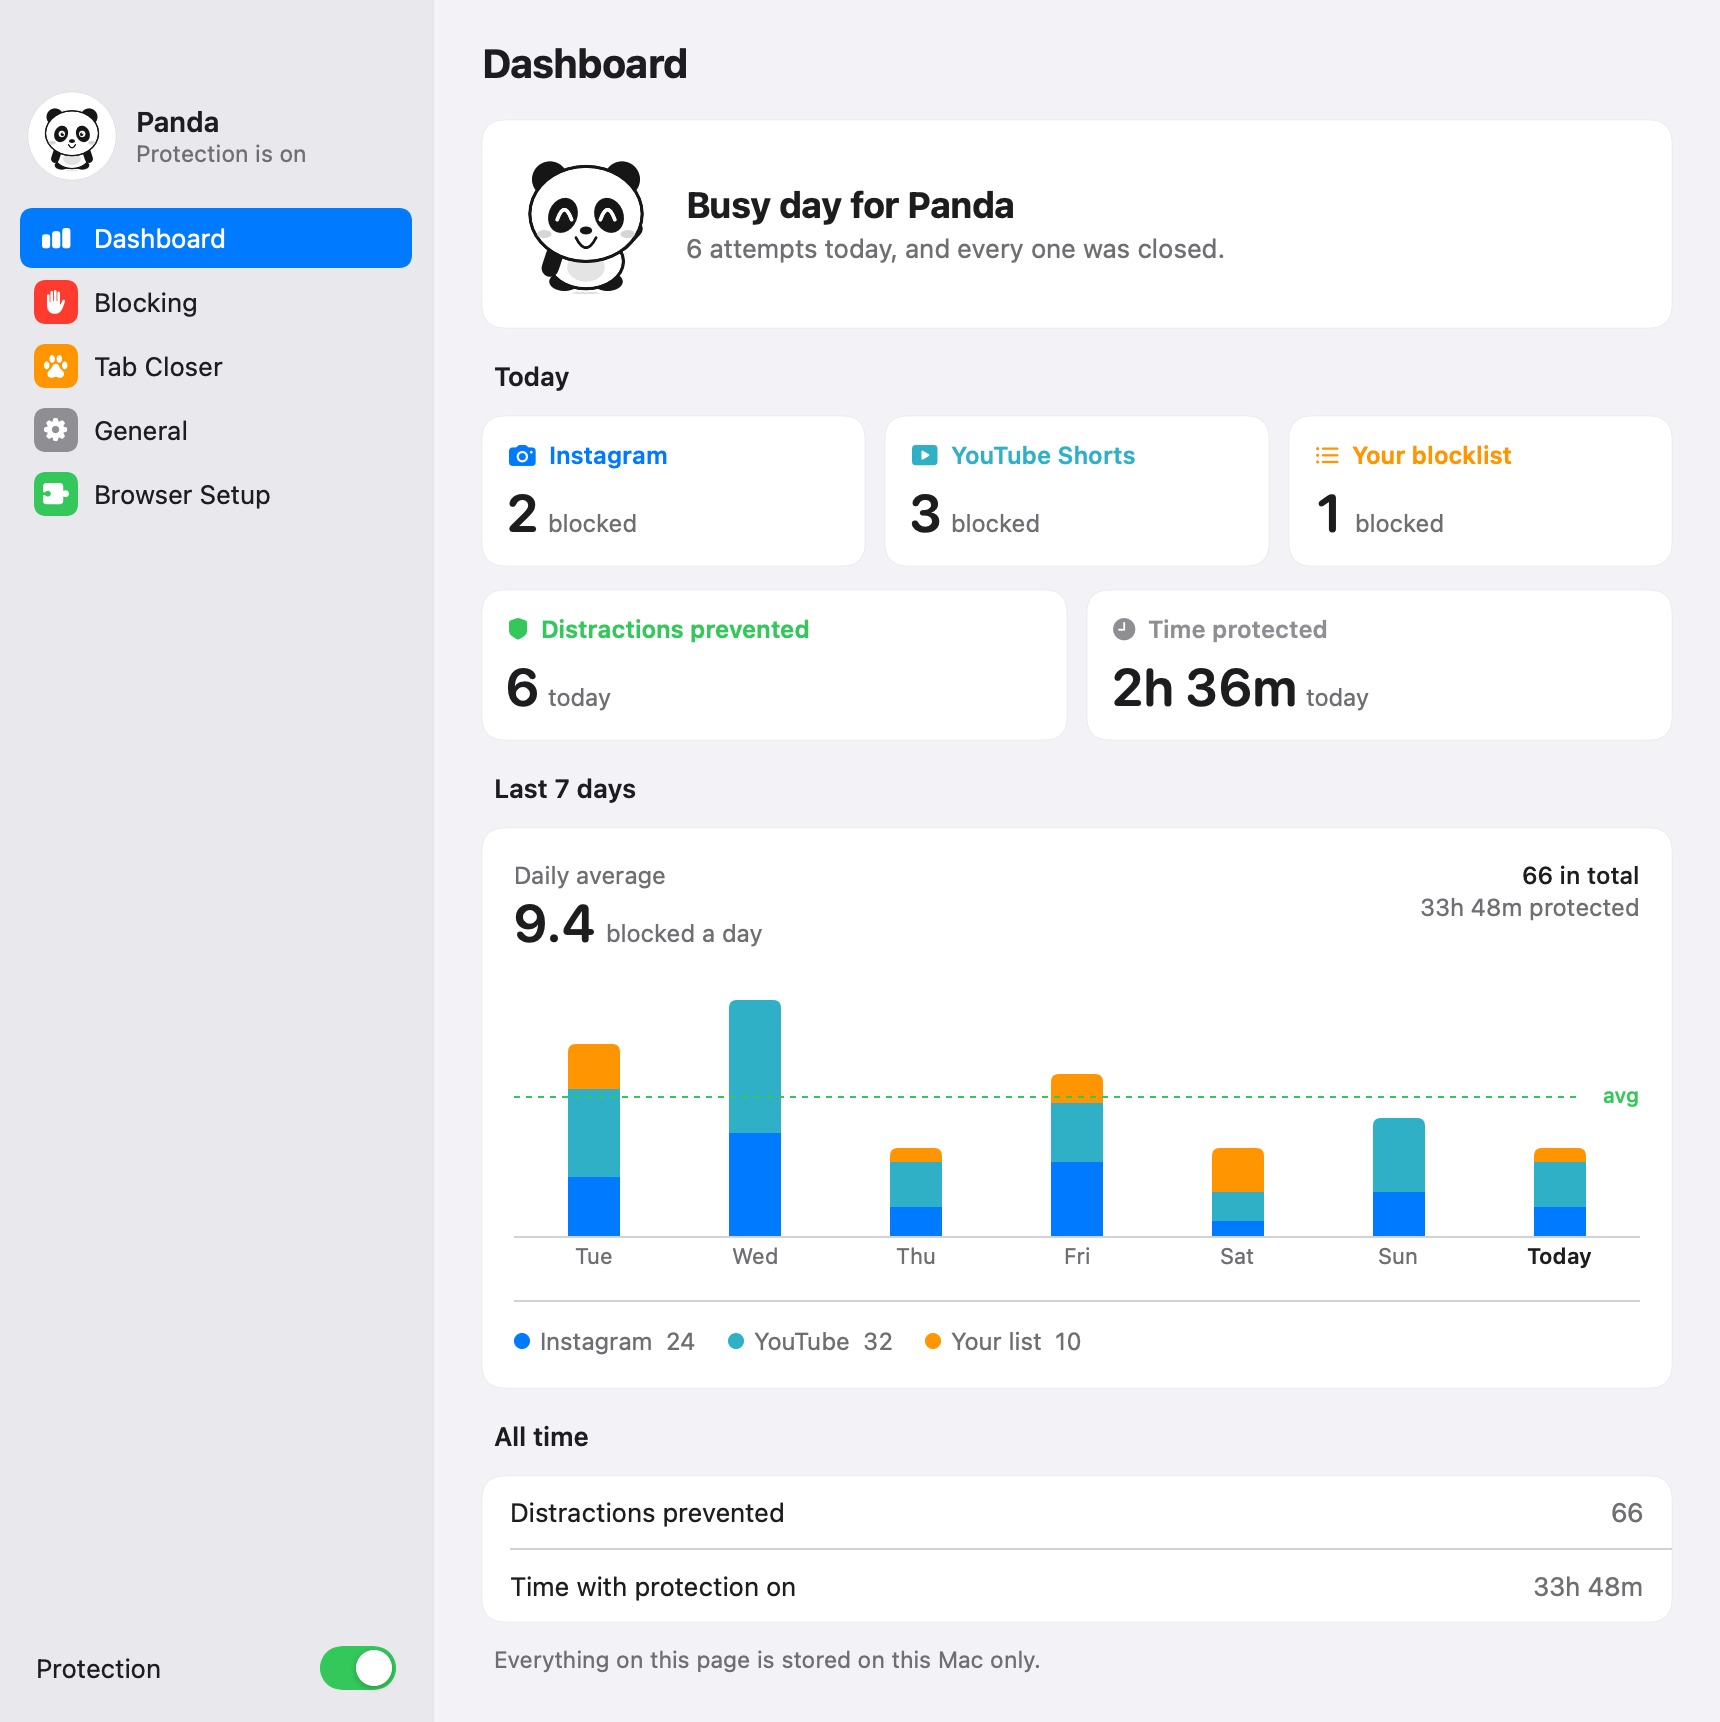 Panda
Protection is on
Dashboard
Blocking
Tab Closer
General
Browser Setup
Protection
Dashboard
Busy day for Panda
6 attempts today, and every one was closed.
Today
Instagram
2 blocked
YouTube Shorts
3 blocked
Your blocklist
1 blocked
Distractions prevented
6 today
Time protected
2h 36m today
Last 7 days
Daily average
9.4 blocked a day
66 in total
33h 48m protected
avg
Tue Wed Thu Fri Sat Sun Today
Instagram 24 YouTube 32 Your list 10
All time
Distractions prevented 66
Time with protection on 33h 48m
Everything on this page is stored on this Mac only.